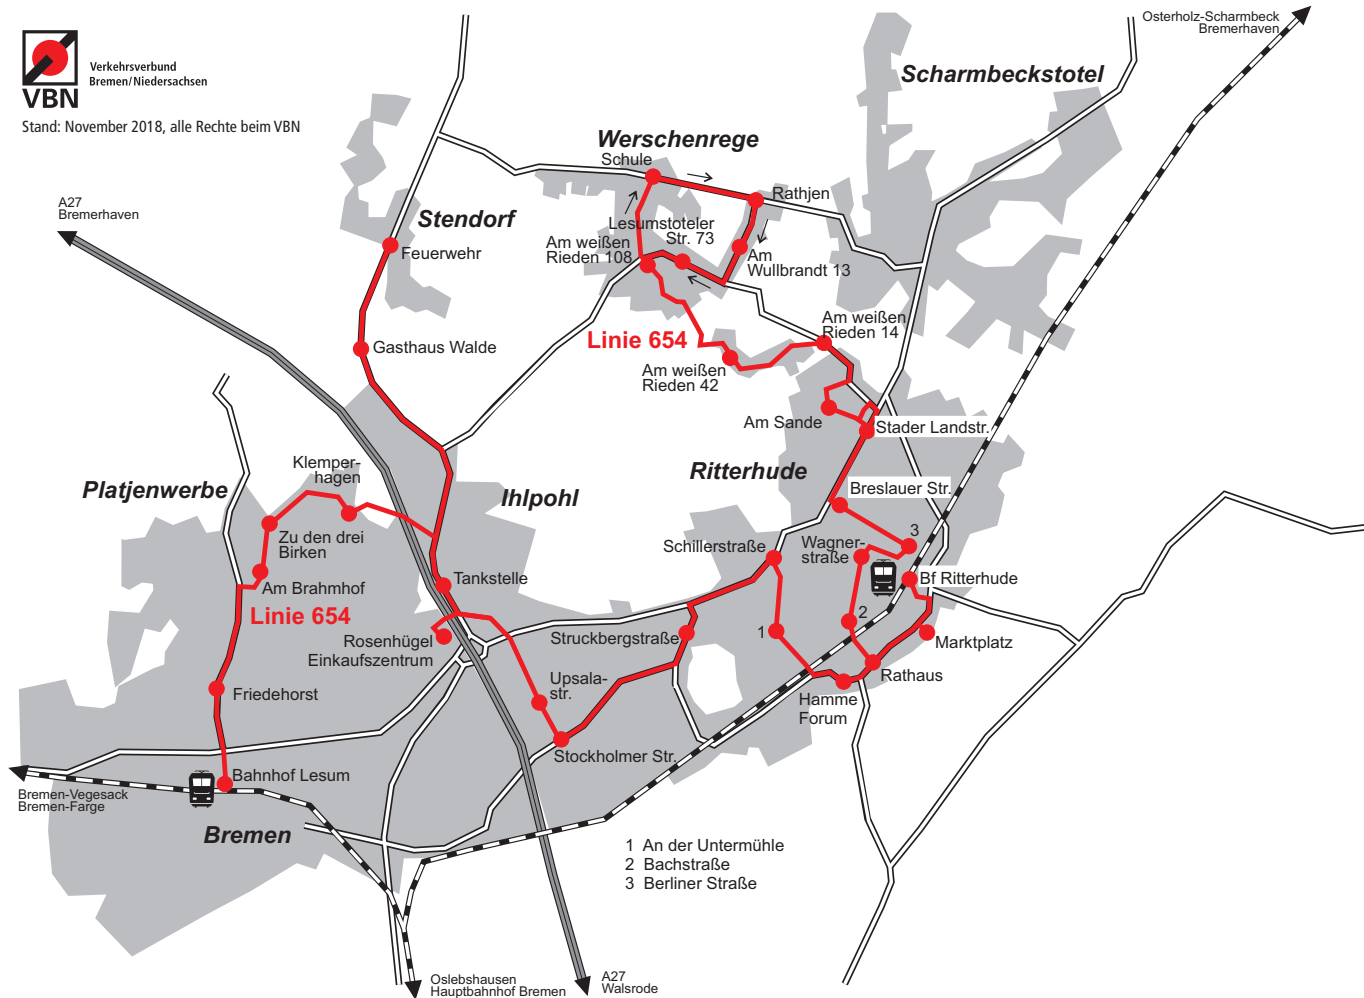 VBN
Verkehrsverbund
Bremen/Niedersachsen
Stand: November 2018, alle Rechte beim VBN
Osterholz-Scharmbeck
Bremerhaven
Scharmbeckstotel
Werschenrege
Schule
Rathjen
A27
Bremerhaven
Stendorf
Feuerwehr
Lesumstoteler
Str. 73
Am weißen
Rieden 108
Am
Wullbrandt 13
Gasthaus Walde
Linie 654
Am weißen
Rieden 14
Am weißen
Rieden 42
Am Sande
Stader Landstr.
Klemper-
hagen
Platjenwerbe
Ihlpohl
Ritterhude
Breslauer Str.
Zu den drei
Birken
Schillerstraße
Wagner-
straße
3
Am Brahmhof
Tankstelle
Bf Ritterhude
Linie 654
Rosenhügel
Einkaufszentrum
Struckbergstraße
1
2
Marktplatz
Rathaus
Friedehorst
Upsala-
str.
Hamme
Forum
Stockholmer Str.
Bahnhof Lesum
Bremen-Vegesack
Bremen-Farge
Bremen
1 An der Untermühle
2 Bachstraße
3 Berliner Straße
Oslebshausen
Hauptbahnhof Bremen
A27
Walsrode